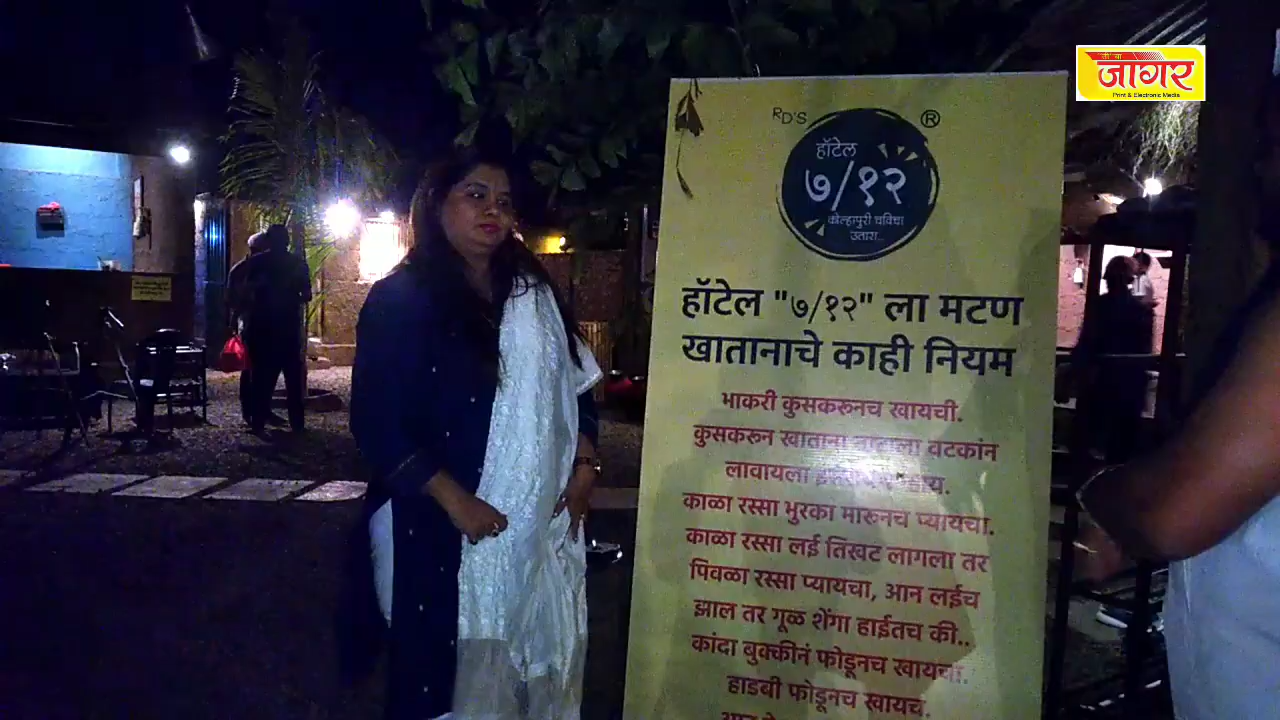 जागर
Print & Electronic Media
RD'S
®
हॉटेल
७/१२
कोल्हापुरी चविचा
उतारा..
हॉटेल "७/१२" ला मटण
खातानाचे काही नियम
भाकरी कुसकरूनच खायची.
कुसकरून खाताना वटकांन
लावायला
काळा रस्सा भुरका मारूनच प्यायचा.
काळा रस्सा लई तिखट लागला तर
पिवळा रस्सा प्यायचा, आन लईच
झाल तर गूळ शेंगा हाईतच की..
कांदा बुक्कीनं फोडूनच खायचा.
हाडबी फोडूनच खायचं.